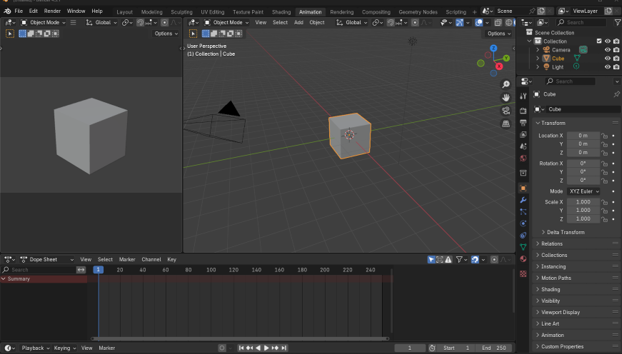 File Edit Render Window Help Layout Modeling Sculpting UV Editing Texture Paint Shading Animation Rendering Compositing Geometry Nodes Scripting Scene ViewLayer
Object Mode Global
Object Mode View Select Add Object Global
Search
Options
Options
User Perspective
(1) Collection | Cube
Z
Y
X
Scene Collection
Collection
Camera
Cube
Light
Search
Cube
Cube
Transform
Location X 0 m
Y 0 m
Z 0 m
Rotation X 0°
Y 0°
Z 0°
Mode XYZ Euler
Scale X 1.000
Y 1.000
Z 1.000
Delta Transform
Relations
Collections
Instancing
Motion Paths
Shading
Visibility
Viewport Display
Line Art
Animation
Custom Properties
Dope Sheet View Select Marker Channel Key
Search
1 20 40 60 80 100 120 140 160 180 200 220 240
Summary
Playback Keying View Marker 1 Start 1 End 250